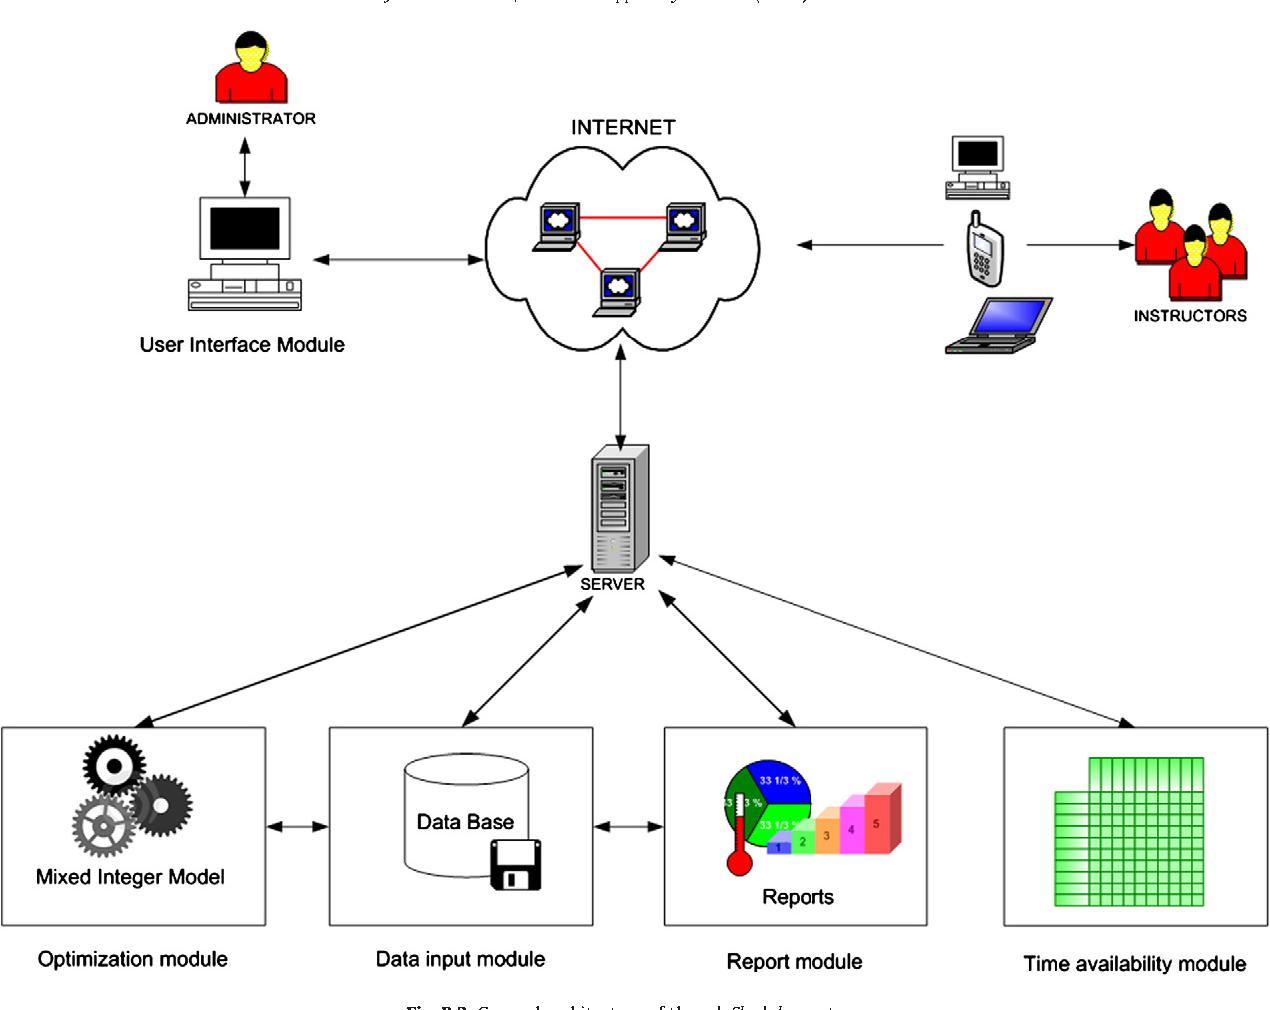 ADMINISTRATOR
INTERNET
User Interface Module
INSTRUCTORS
SERVER
Data Base
Mixed Integer Model
33 1/3 %
3 %
33 1/3
1
2
3
4
5
Reports
Optimization module
Data input module
Report module
Time availability module